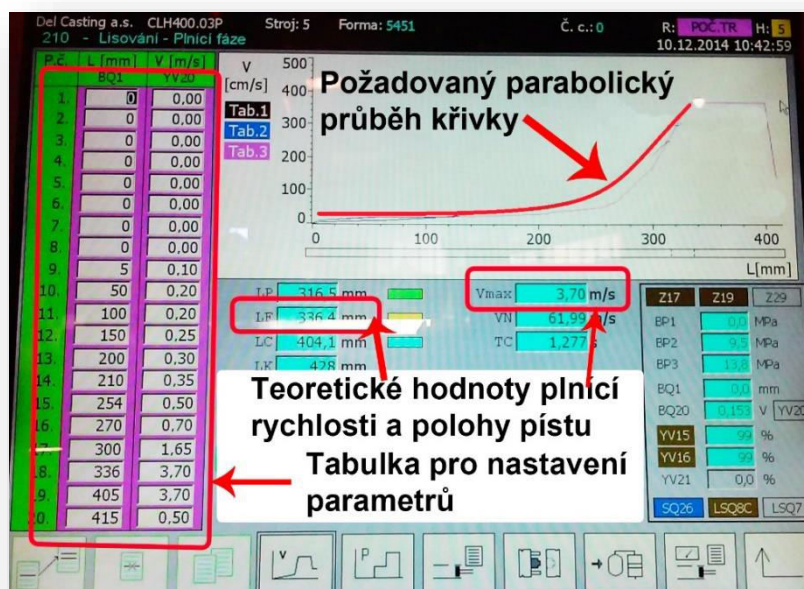 Del Casting a.s. CLH400.03P Stroj: 5 Forma: 5451 Č. c.: 0 R: POČ.TR H: 5
210 - Lisování - Plnící fáze 10.12.2014 10:42:59
P.č. L [mm] V [m/s]
BQ1 YV20
1. 0 0,00
2. 0 0,00
3. 0 0,00
4. 0 0,00
5. 0 0,00
6. 0 0,00
7. 0 0,00
8. 0 0,00
9. 5 0,10
10. 50 0,20
11. 100 0,20
12. 150 0,25
13. 200 0,30
14. 210 0,35
15. 254 0,50
16. 270 0,70
17. 300 1,65
18. 336 3,70
19. 405 3,70
20. 415 0,50
V
[cm/s]
Tab.1
Tab.2
Tab.3
500
400
300
200
100
0
0 100 200 300 400
L[mm]
Požadovaný parabolický
průběh křivky
LP 316,5 mm
LF 336,4 mm
LC 404,1 mm
LK 428 mm
Vmax 3,70 m/s
VN 61,99 m/s
TC 1,277 s
Teoretické hodnoty plnící
rychlosti a polohy pístu
Tabulka pro nastavení
parametrů
Z17 Z19 Z29
BP1 0,0 MPa
BP2 9,5 MPa
BP3 13,8 MPa
BQ1 0,0 mm
BQ20 0,153 V YV20
YV15 99 %
YV16 99 %
YV21 0,0 %
SQ26 LSQ8C LSQ7
V
P